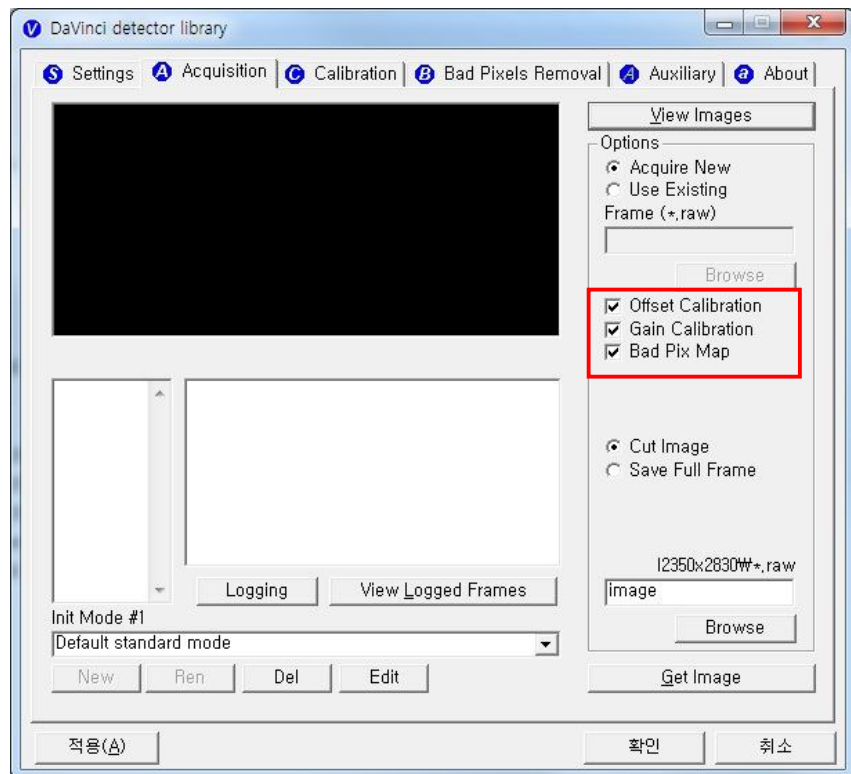 DaVinci detector library
Settings Acquisition Calibration Bad Pixels Removal Auxiliary About
View Images
Options
Acquire New
Use Existing
Frame (*.raw)
Browse
Offset Calibration
Gain Calibration
Bad Pix Map
Cut Image
Save Full Frame
I2350x2830₩*.raw
image
Browse
Get Image
Logging View Logged Frames
Init Mode #1
Default standard mode
New Ren Del Edit
적용(A) 확인 취소